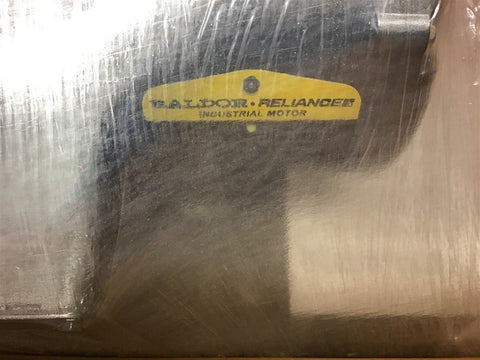 BALDOR • RELIANCE
INDUSTRIAL MOTOR